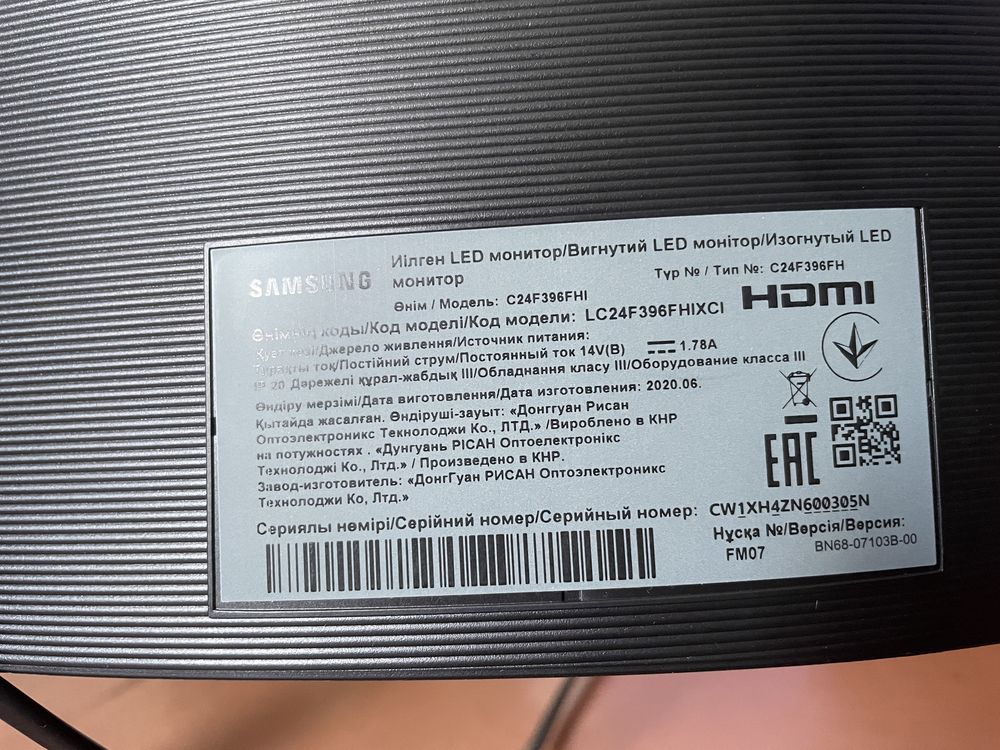 SAMSUNG
Иілген LED монитор/Вигнутий LED монітор/Изогнутый LED
монитор
Түр № / Тип №: C24F396FH
Өнім / Модель: C24F396FHI
HDMI
Өнімнің коды/Код моделі/Код модели: LC24F396FHIXCI
Қуат көзі/Джерело живлення/Источник питания:
Тұрақты ток/Постійний струм/Постоянный ток 14V(В) 1.78A
IP 20 Дәрежелі құрал-жабдық III/Обладнання класу III/Оборудование класса III
Өндіру мерзімі/Дата виготовлення/Дата изготовления: 2020.06.
Қытайда жасалған. Өндіруші-зауыт: «Донггуан Рисан
Оптоэлектроникс Текнолоджи Ко., ЛТД.» /Вироблено в КНР
на потужностях . «Дунгуань РІСАН Оптоелектронікс
Технолоджі Ко., Лтд.» / Произведено в КНР.
Завод-изготовитель: «ДонгГуан РИСАН Оптоэлектроникс
Технолоджи Ко, Лтд.»
EAC
Сериялы нөмірі/Серійний номер/Серийный номер: CW1XH4ZN600305N
Нұсқа №/Версія/Версия:
FM07 BN68-07103B-00